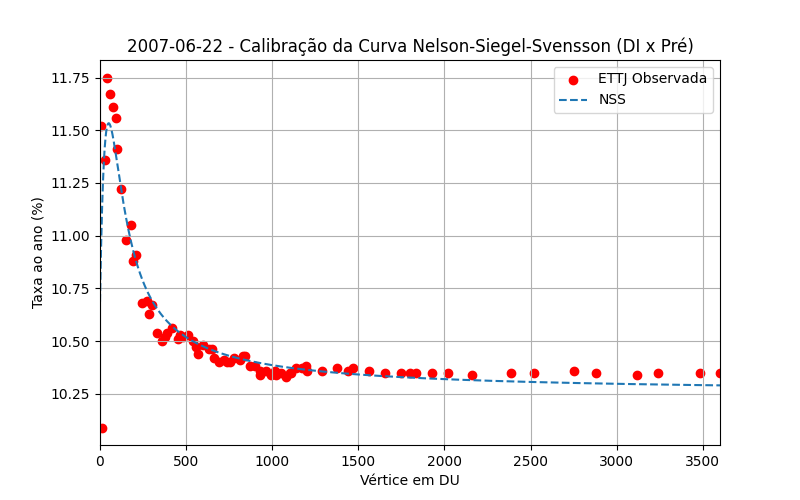 2007-06-22 - Calibração da Curva Nelson-Siegel-Svensson (DI x Pré)
ETTJ Observada
NSS
Taxa ao ano (%)
11.75
11.50
11.25
11.00
10.75
10.50
10.25
0 500 1000 1500 2000 2500 3000 3500
Vértice em DU